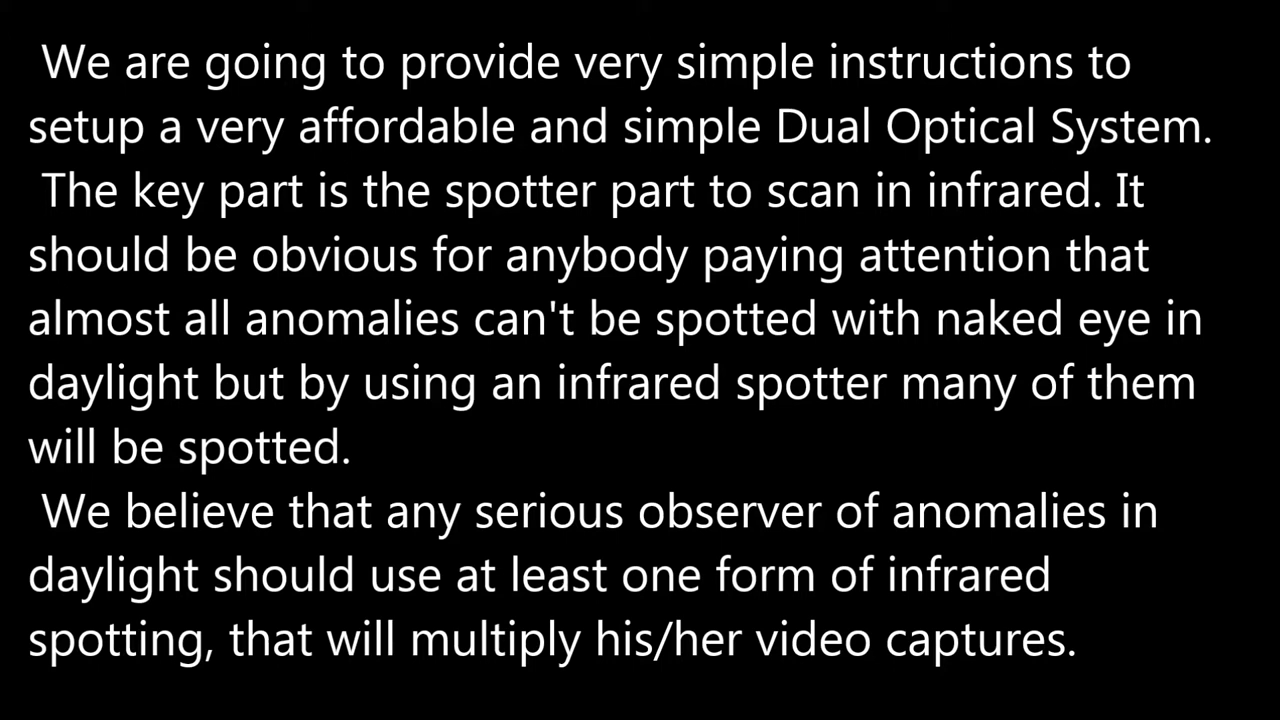 We are going to provide very simple instructions to
setup a very affordable and simple Dual Optical System.
The key part is the spotter part to scan in infrared. It
should be obvious for anybody paying attention that
almost all anomalies can't be spotted with naked eye in
daylight but by using an infrared spotter many of them
will be spotted.
We believe that any serious observer of anomalies in
daylight should use at least one form of infrared
spotting, that will multiply his/her video captures.